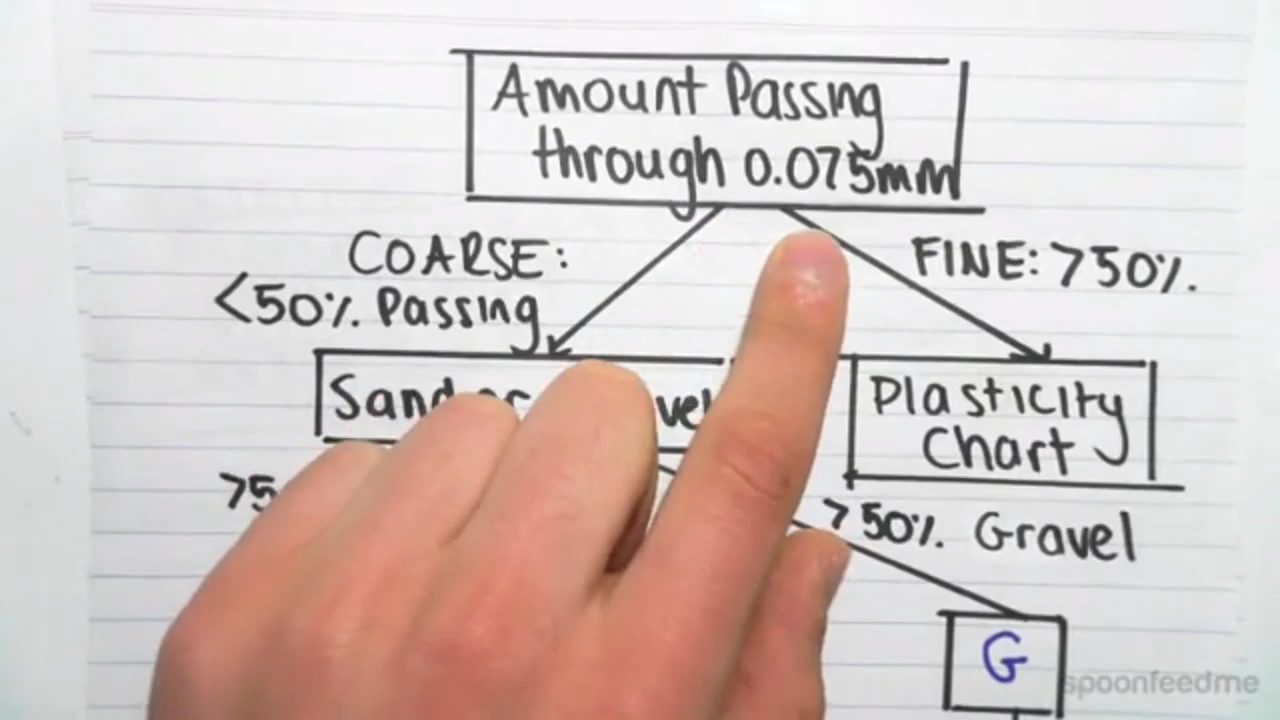 Amount Passing
through 0.075mm
COARSE:
<50% Passing
FINE: >50%.
Plasticity
Chart
>50% Gravel
G
spoonfeedme